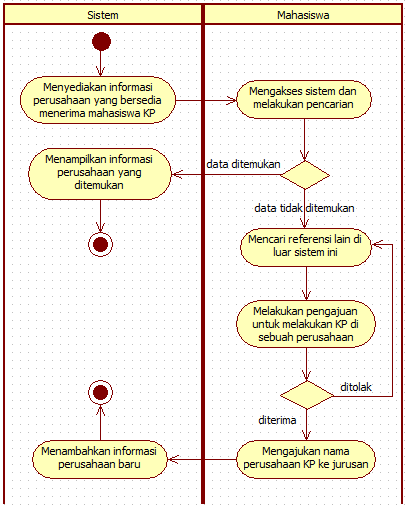 Sistem
Mahasiswa
Menyediakan informasi
perusahaan yang bersedia
menerima mahasiswa KP
Mengakses sistem dan
melakukan pencarian
Menampilkan informasi
perusahaan yang
ditemukan
data ditemukan
data tidak ditemukan
Mencari referensi lain di
luar sistem ini
Melakukan pengajuan
untuk melakukan KP di
sebuah perusahaan
ditolak
diterima
Mengajukan nama
perusahaan KP ke jurusan
Menambahkan informasi
perusahaan baru